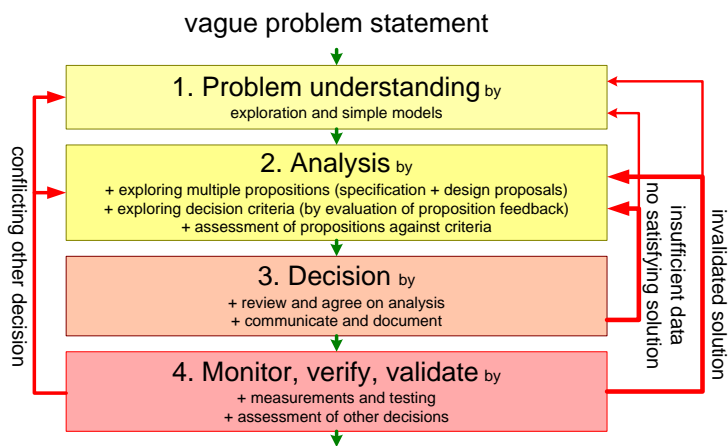 vague problem statement
1. Problem understanding by
exploration and simple models
2. Analysis by
+ exploring multiple propositions (specification + design proposals)
+ exploring decision criteria (by evaluation of proposition feedback)
+ assessment of propositions against criteria
3. Decision by
+ review and agree on analysis
+ communicate and document
4. Monitor, verify, validate by
+ measurements and testing
+ assessment of other decisions
conflicting other decision
insufficient data
no satisfying solution
invalidated solution